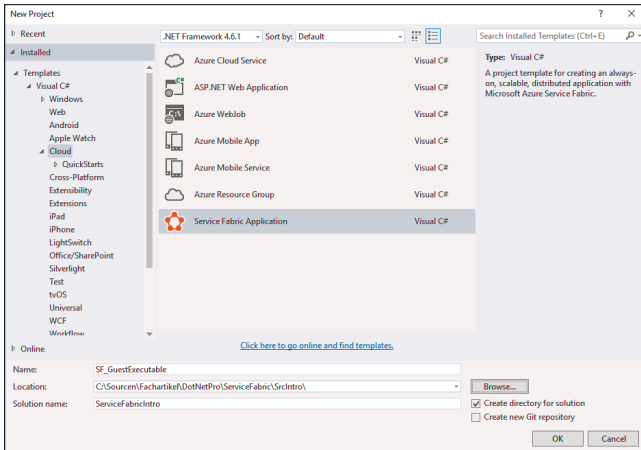 New Project
?
X
Recent
.NET Framework 4.6.1
Sort by: Default
Search Installed Templates (Ctrl+E)
Installed
Templates
Visual C#
Windows
Web
Android
Apple Watch
Cloud
QuickStarts
Cross-Platform
Extensibility
Extensions
iPad
iPhone
LightSwitch
Office/SharePoint
Silverlight
Test
tvOS
Universal
WCF
Workflow
Online
Azure Cloud Service Visual C#
ASP.NET Web Application Visual C#
Azure WebJob Visual C#
Azure Mobile App Visual C#
Azure Mobile Service Visual C#
Azure Resource Group Visual C#
Service Fabric Application Visual C#
Click here to go online and find templates.
Type: Visual C#
A project template for creating an always-
on, scalable, distributed application with
Microsoft Azure Service Fabric.
Name: SF_GuestExecutable
Location: C:\Sourcen\Fachartikel\DotNetPro\ServiceFabric\SrcIntro\
Browse...
Solution name: ServiceFabricIntro
Create directory for solution
Create new Git repository
OK
Cancel